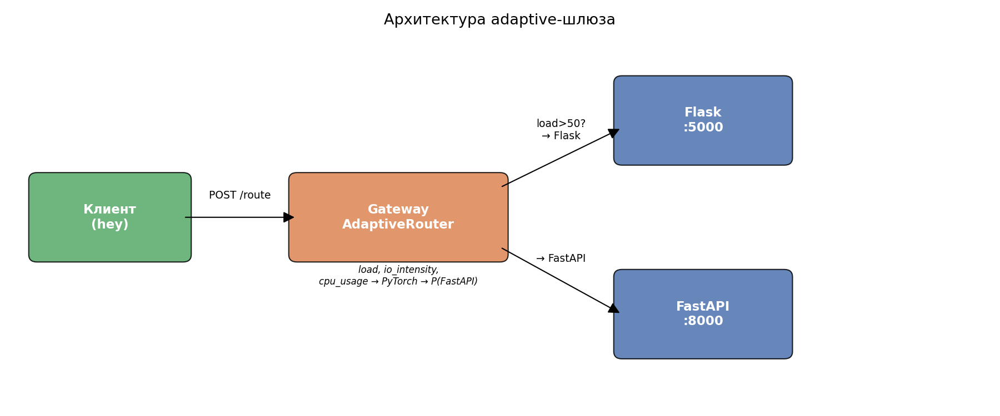 Архитектура adaptive-шлюза
Клиент
(hey)
POST /route
Gateway
AdaptiveRouter
load, io_intensity,
cpu_usage → PyTorch → P(FastAPI)
load>50?
→ Flask
Flask
:5000
→ FastAPI
FastAPI
:8000